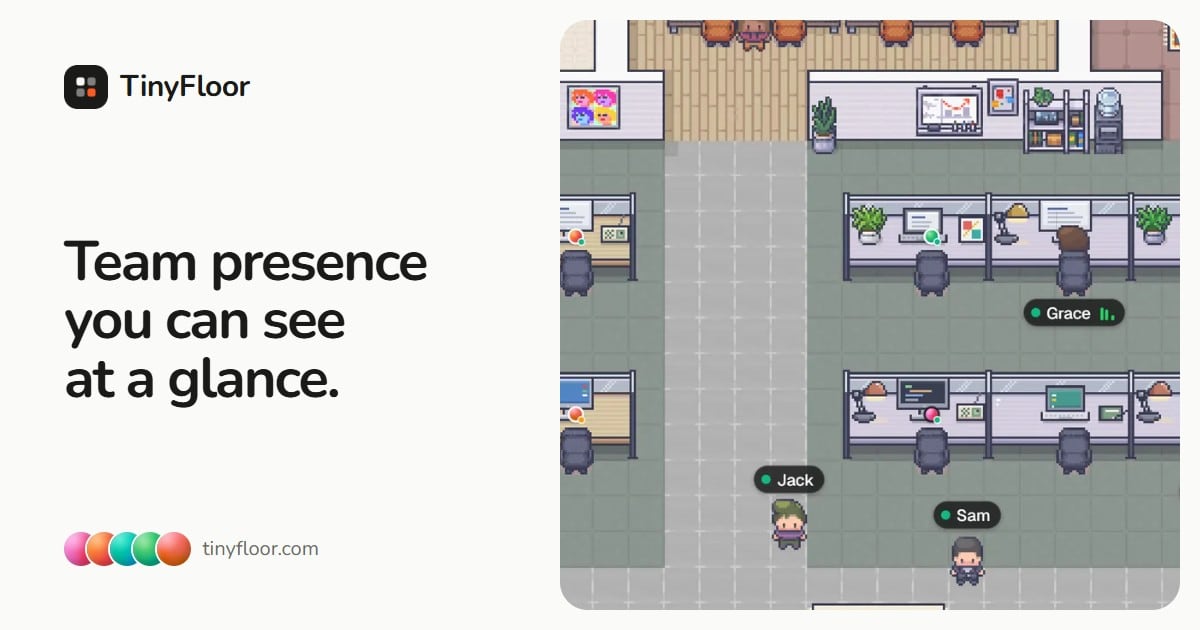 TinyFloor
Team presence
you can see
at a glance.
tinyfloor.com
Grace
Jack
Sam